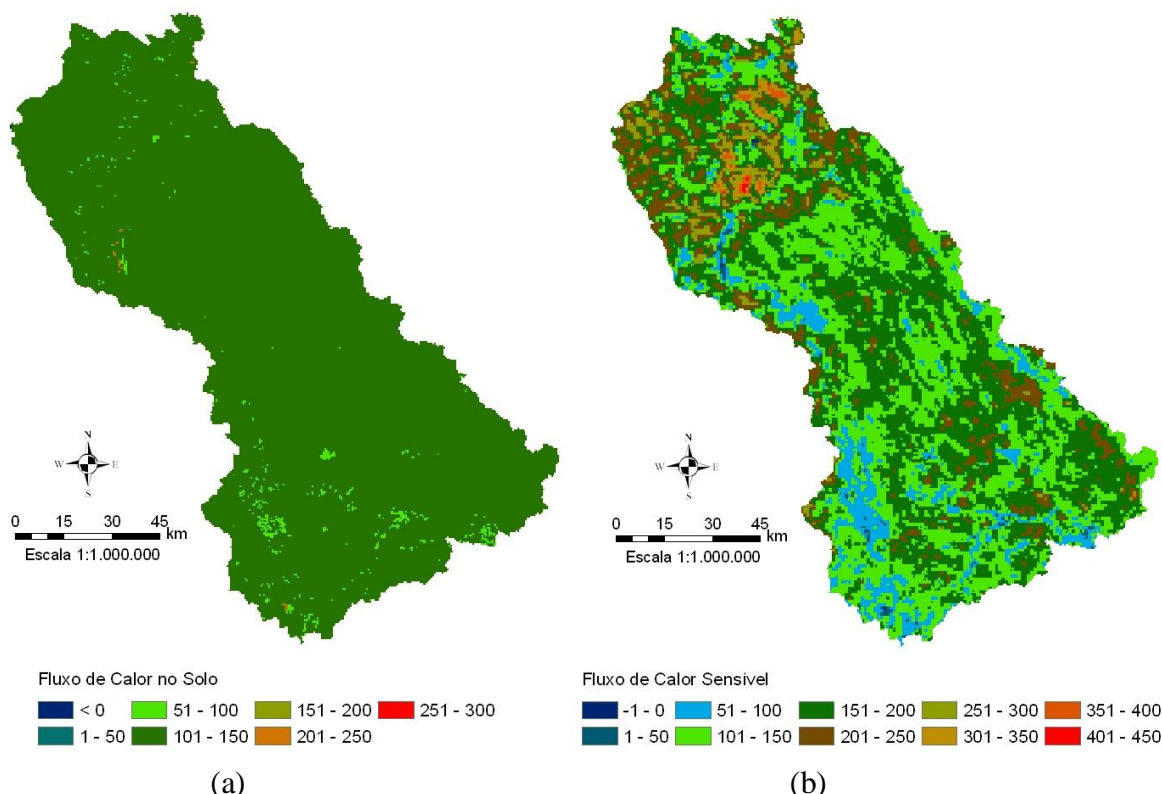 N
W E
S
0 15 30 45 km
Escala 1:1.000.000
Fluxo de Calor no Solo
< 0 51 - 100 151 - 200 251 - 300
1 - 50 101 - 150 201 - 250
(a)
N
W E
S
0 15 30 45 km
Escala 1:1.000.000
Fluxo de Calor Sensível
-1 - 0 51 - 100 151 - 200 251 - 300 351 - 400
1 - 50 101 - 150 201 - 250 301 - 350 401 - 450
(b)